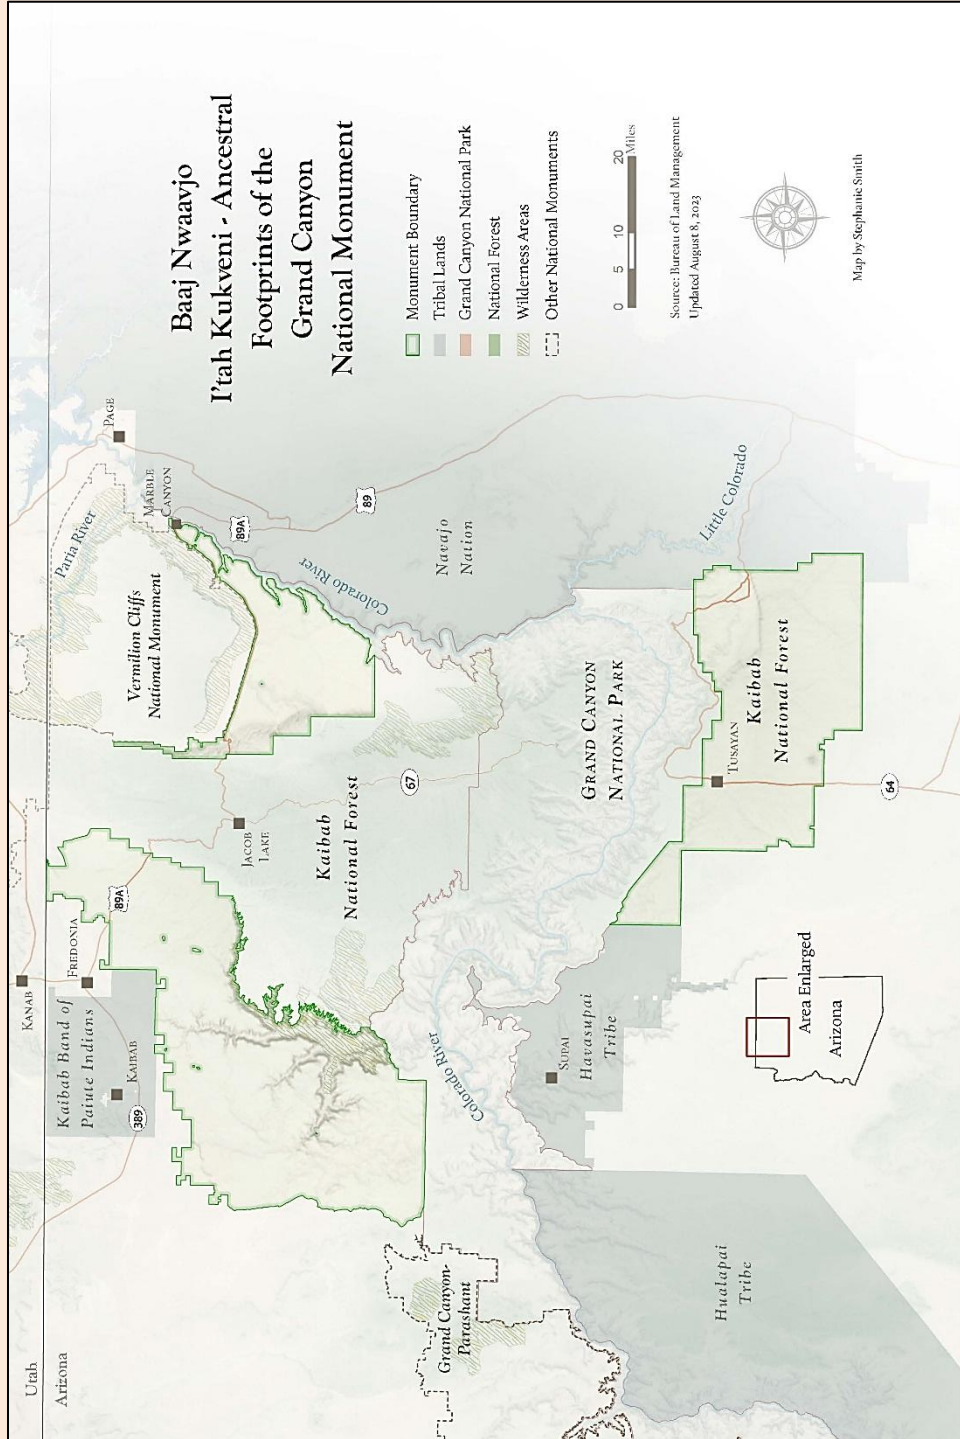 Baaj Nwaavjo
I'tah Kukveni - Ancestral
Footprints of the
Grand Canyon
National Monument
Monument Boundary
Tribal Lands
Grand Canyon National Park
National Forest
Wilderness Areas
Other National Monuments
0 5 10 20
Miles
Source: Bureau of Land Management
Updated August 8, 2023
Map by Stephanie Smith
Utah
Arizona
KANAB
FREDONIA
Kaibab Band of
Paiute Indians
KAIBAB
389
89A
Paria River
PAGE
Vermilion Cliffs
National Monument
MARBLE
CANYON
89A
89
JACOB
LAKE
Colorado River
Navajo
Nation
Kaibab
National Forest
67
Grand Canyon-
Parashant
Colorado River
GRAND CANYON
NATIONAL PARK
Little Colorado
SUPAI
Havasupai
Tribe
TUSAYAN
Kaibab
National Forest
64
Hualapai
Tribe
Area Enlarged
Arizona